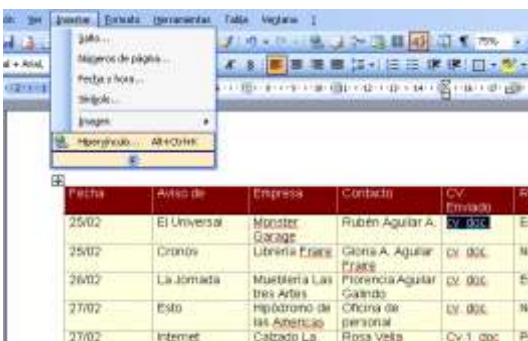 Ver Insertar Formato Herramientas Tabla Ventana ?
Salto...
Números de página...
Fecha y hora...
Símbolo...
Imagen
Hipervínculo... Alt+Ctrl+K
75%
Arial
Fecha Aviso de Empresa Contacto CV. Enviado
25/02 El Universal Monster Garage Rubén Aguilar A. cv .doc
25/02 Cronos Librería Fraire Gloria A. Aguilar Fraire cv .doc
26/02 La Jornada Mueblería Las tres Artes Florencia Aguilar Galindo cv .doc
27/02 Esto Hipódromo de las Américas Oficina de personal cv .doc
27/02 Internet Calzado La Rosa Vella Cv 1 .doc